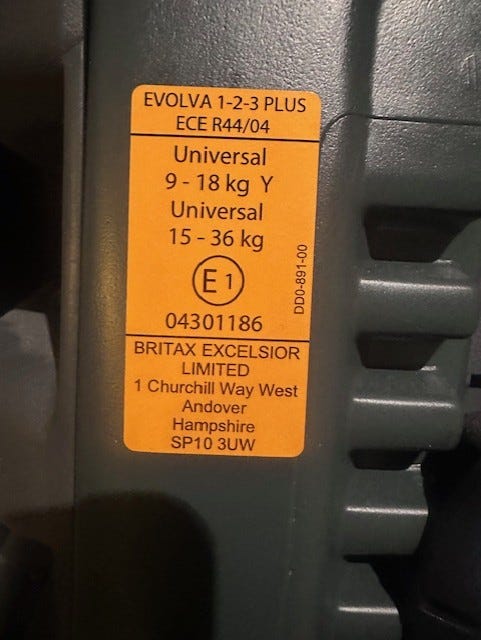 EVOLVA 1-2-3 PLUS
ECE R44/04
Universal
9 - 18 kg Y
Universal
15 - 36 kg
E1
04301186
DD0-891-00
BRITAX EXCELSIOR
LIMITED
1 Churchill Way West
Andover
Hampshire
SP10 3UW